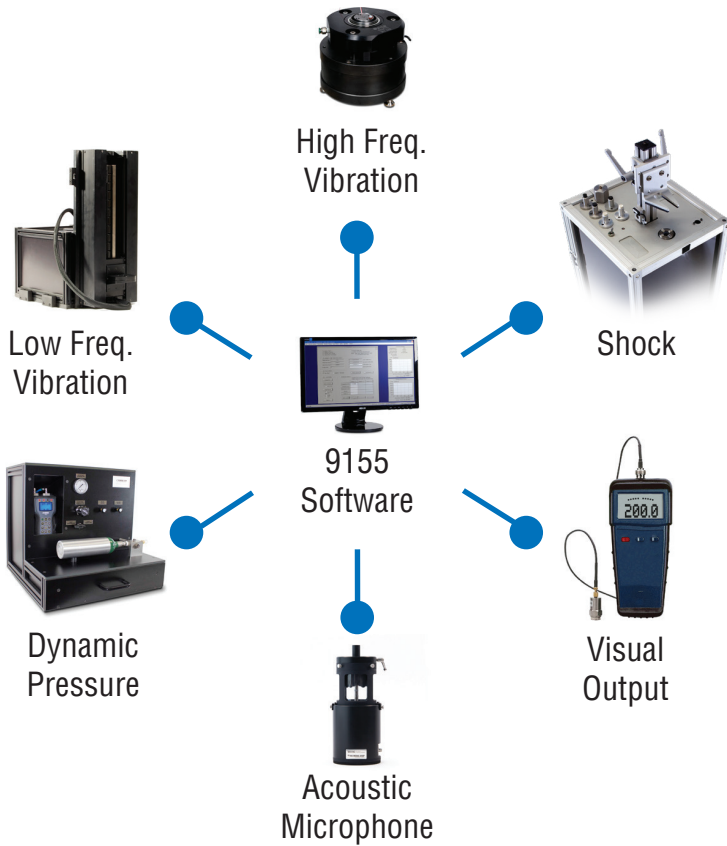 High Freq.
Vibration
Low Freq.
Vibration
Shock
9155
Software
200.0
Dynamic
Pressure
Visual
Output
Acoustic
Microphone